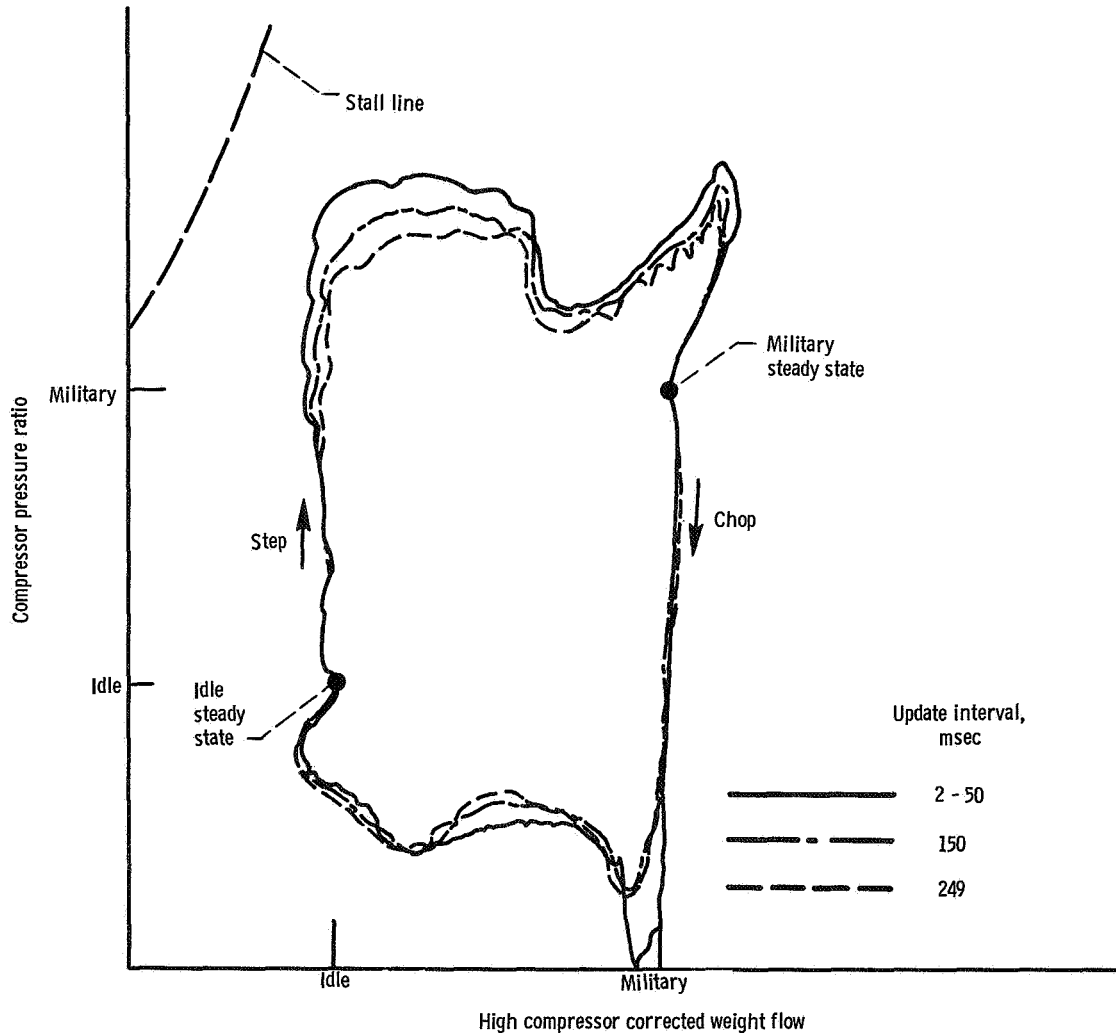 Stall line
Military
steady state
Military
Compressor pressure ratio
Step
Chop
Idle
Idle
steady
state
Update interval,
msec
2 - 50
150
249
Idle
Military
High compressor corrected weight flow